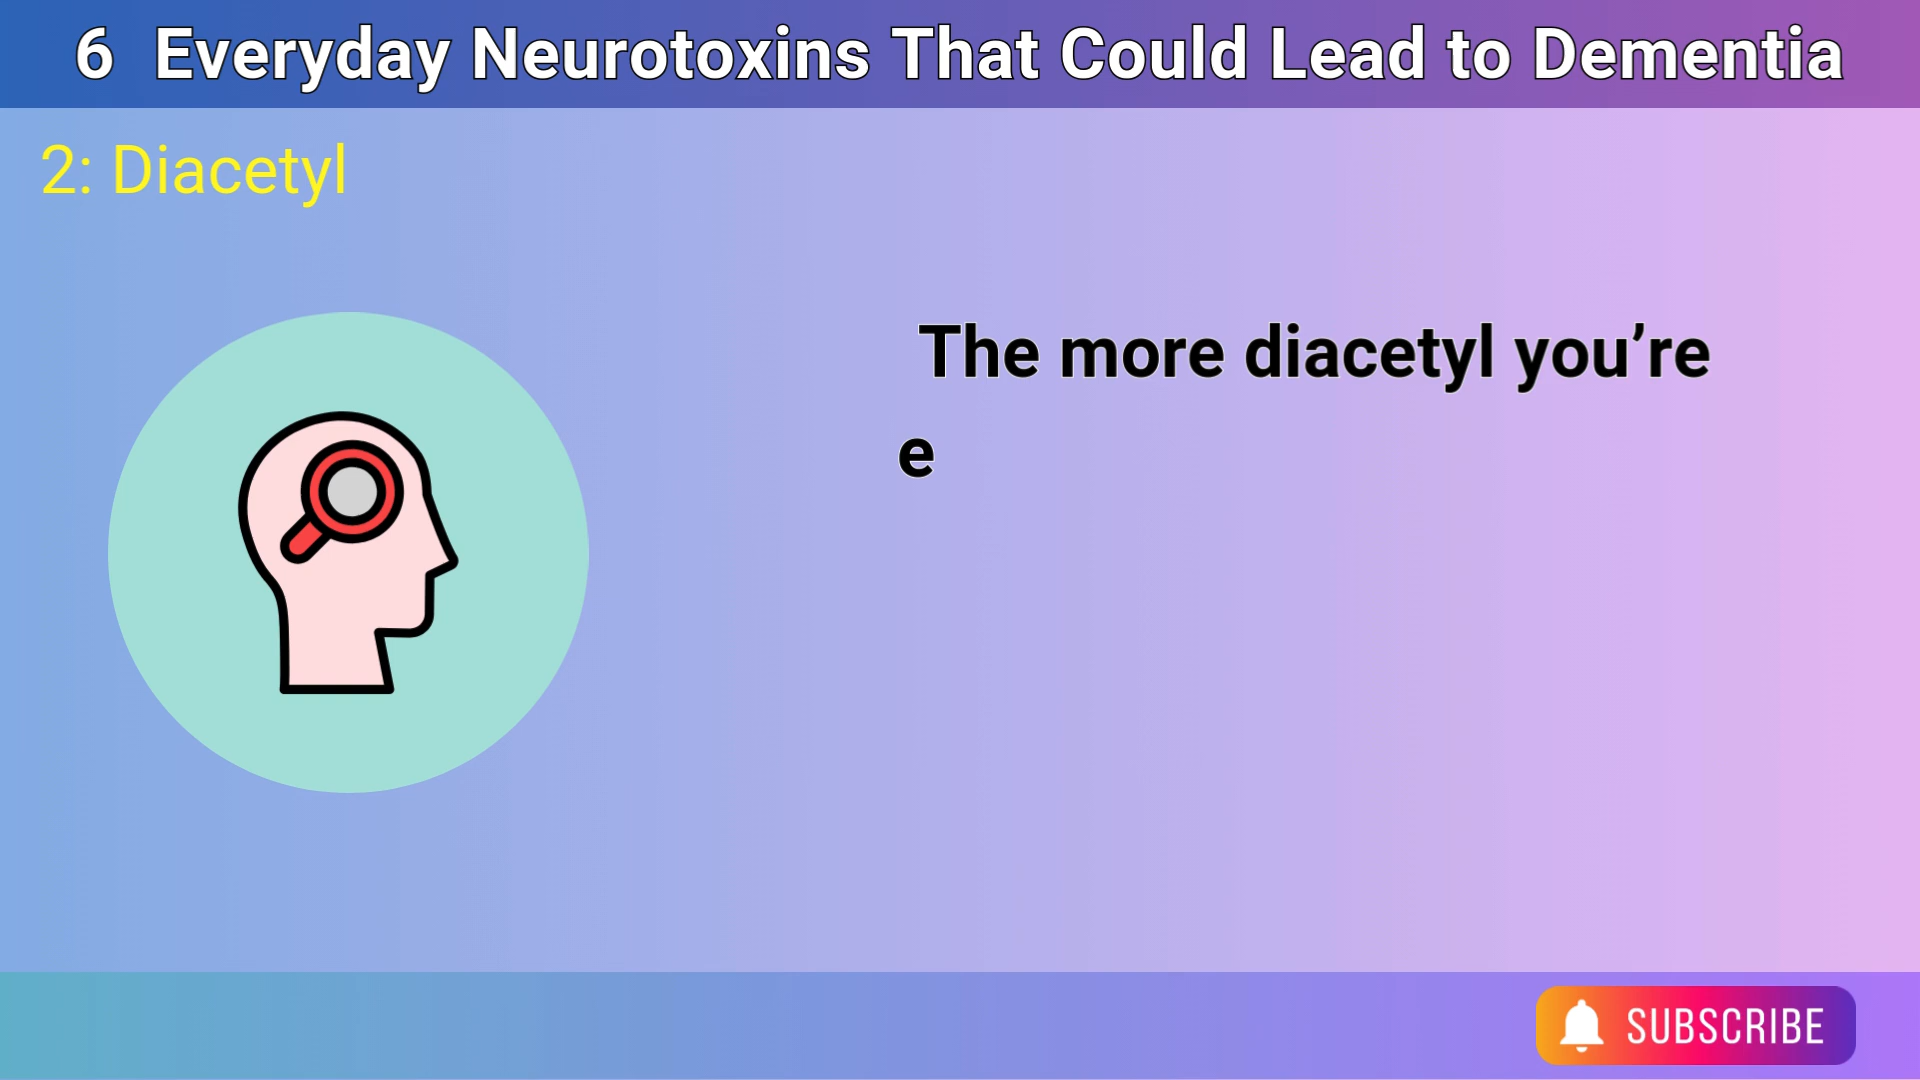 6 Everyday Neurotoxins That Could Lead to Dementia
2: Diacetyl
The more diacetyl you’re
e
SUBSCRIBE